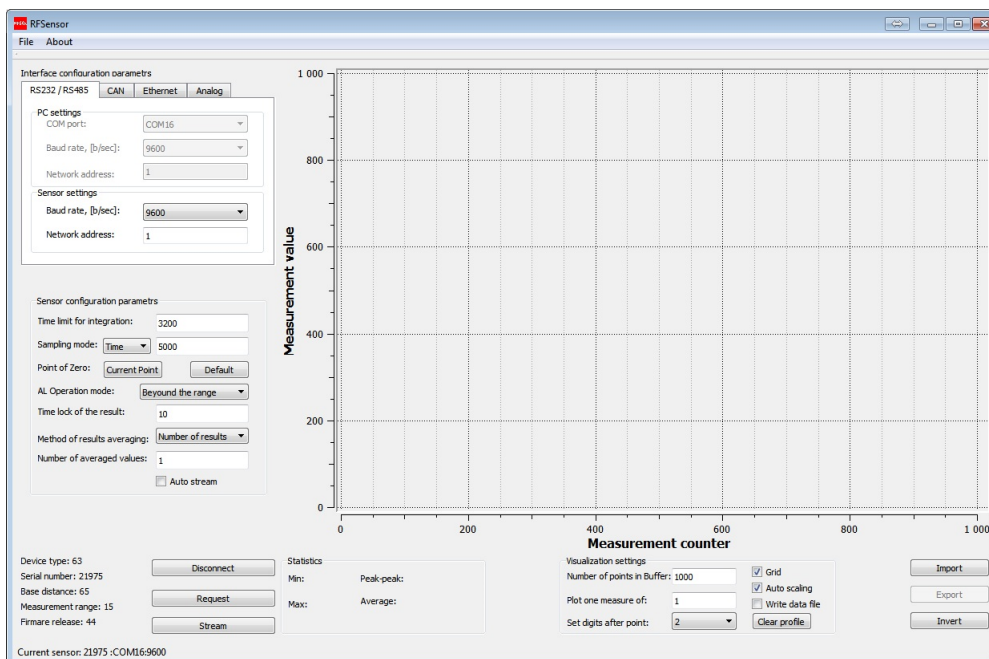 RFSensor
File About
Interface configuration parametrs
RS232 / RS485 CAN Ethernet Analog
PC settings
COM port: COM16
Baud rate, [b/sec]: 9600
Network address: 1
Sensor settings
Baud rate, [b/sec]: 9600
Network address: 1
Sensor configuration parametrs
Time limit for integration: 3200
Sampling mode: Time 5000
Point of Zero: Current Point Default
AL Operation mode: Beyound the range
Time lock of the result: 10
Method of results averaging: Number of results
Number of averaged values: 1
Auto stream
Measurement value
1 000
800
600
400
200
0
0 200 400 600 800 1 000
Measurement counter
Device type: 63
Serial number: 21975
Base distance: 65
Measurement range: 15
Firmare release: 44
Disconnect
Request
Stream
Statistics
Min: Peak-peak:
Max: Average:
Visualization settings
Number of points in Buffer: 1000
Plot one measure of: 1
Set digits after point: 2
Grid
Auto scaling
Write data file
Clear profile
Import
Export
Invert
Current sensor: 21975 :COM16:9600